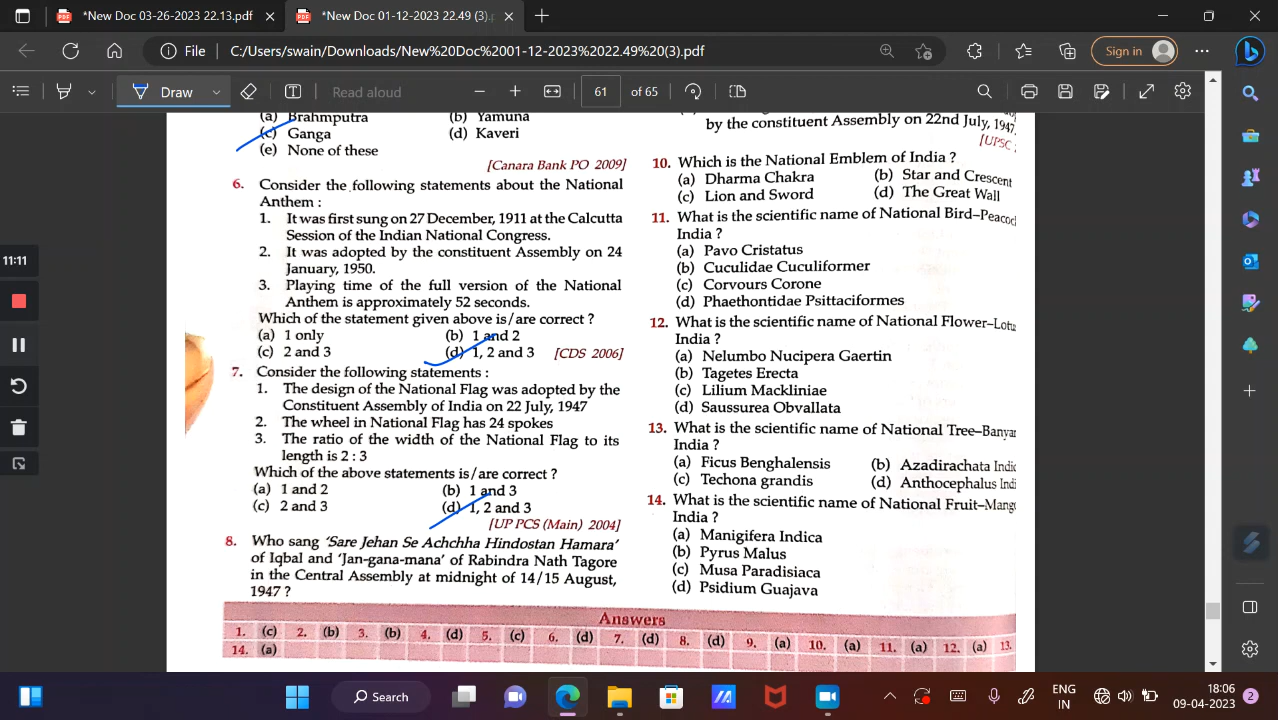 *New Doc 03-26-2023 22.13.pdf
*New Doc 01-12-2023 22.49 (3).p
File C:/Users/swain/Downloads/New%20Doc%2001-12-2023%2022.49%20(3).pdf
Sign in
Draw
Read aloud
61 of 65
11:11
(a) Brahmputra (b) Yamuna
(c) Ganga (d) Kaveri
(e) None of these
[Canara Bank PO 2009]
6. Consider the following statements about the National
Anthem :
1. It was first sung on 27 December, 1911 at the Calcutta
Session of the Indian National Congress.
2. It was adopted by the constituent Assembly on 24
January, 1950.
3. Playing time of the full version of the National
Anthem is approximately 52 seconds.
Which of the statement given above is/are correct ?
(a) 1 only (b) 1 and 2
(c) 2 and 3 (d) 1, 2 and 3 [CDS 2006]
7. Consider the following statements :
1. The design of the National Flag was adopted by the
Constituent Assembly of India on 22 July, 1947
2. The wheel in National Flag has 24 spokes
3. The ratio of the width of the National Flag to its
length is 2 : 3
Which of the above statements is/are correct ?
(a) 1 and 2 (b) 1 and 3
(c) 2 and 3 (d) 1, 2 and 3
[UP PCS (Main) 2004]
8. Who sang 'Sare Jehan Se Achchha Hindostan Hamara'
of Iqbal and 'Jan-gana-mana' of Rabindra Nath Tagore
in the Central Assembly at midnight of 14/15 August,
1947 ?
by the constituent Assembly on 22nd July, 1947
[UPSC
10. Which is the National Emblem of India ?
(a) Dharma Chakra (b) Star and Crescent
(c) Lion and Sword (d) The Great Wall
11. What is the scientific name of National Bird–Peacoc
India ?
(a) Pavo Cristatus
(b) Cuculidae Cuculiformer
(c) Corvours Corone
(d) Phaethontidae Psittaciformes
12. What is the scientific name of National Flower–Lotu
India ?
(a) Nelumbo Nucipera Gaertin
(b) Tagetes Erecta
(c) Lilium Mackliniae
(d) Saussurea Obvallata
13. What is the scientific name of National Tree–Banyan
India ?
(a) Ficus Benghalensis (b) Azadirachata Indic
(c) Techona grandis (d) Anthocephalus Indi
14. What is the scientific name of National Fruit–Mang
India ?
(a) Manigifera Indica
(b) Pyrus Malus
(c) Musa Paradisiaca
(d) Psidium Guajava
Answers
1. (c) 2. (b) 3. (b) 4. (d) 5. (c) 6. (d) 7. (d) 8. (d) 9. (a) 10. (a) 11. (a) 12. (a) 13.
14. (a)
Search
ENG
IN
18:06
09-04-2023
2